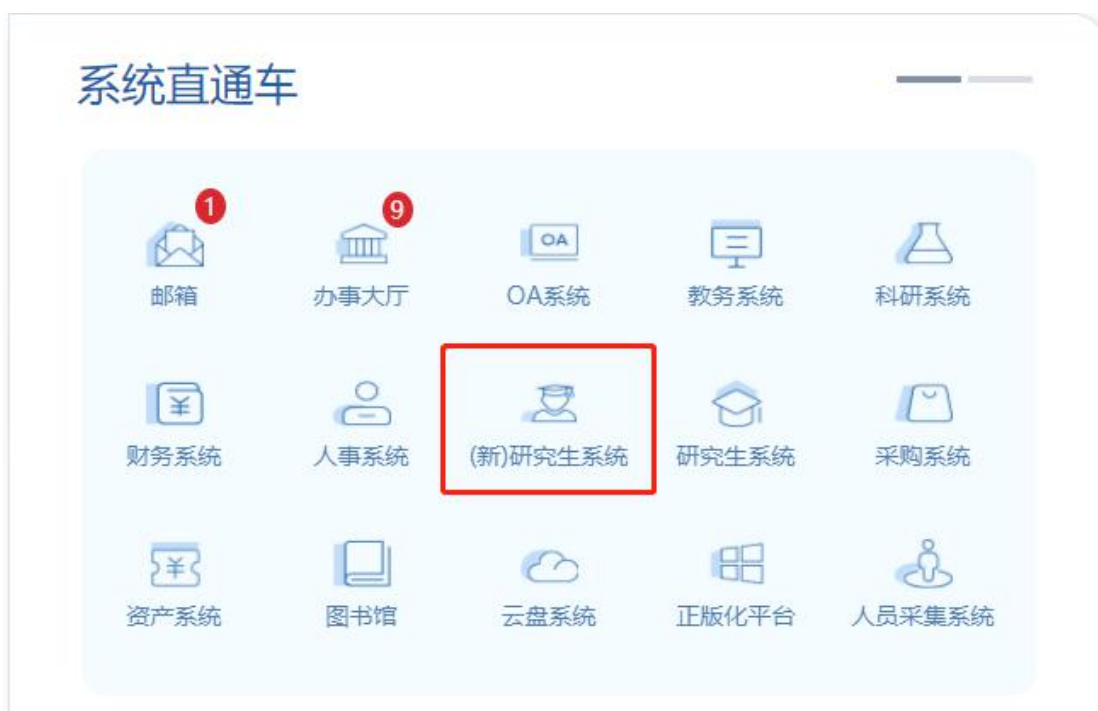 系统直通车
1 9
OA
邮箱 办事大厅 OA系统 教务系统 科研系统
财务系统 人事系统 (新)研究生系统 研究生系统 采购系统
资产系统 图书馆 云盘系统 正版化平台 人员采集系统